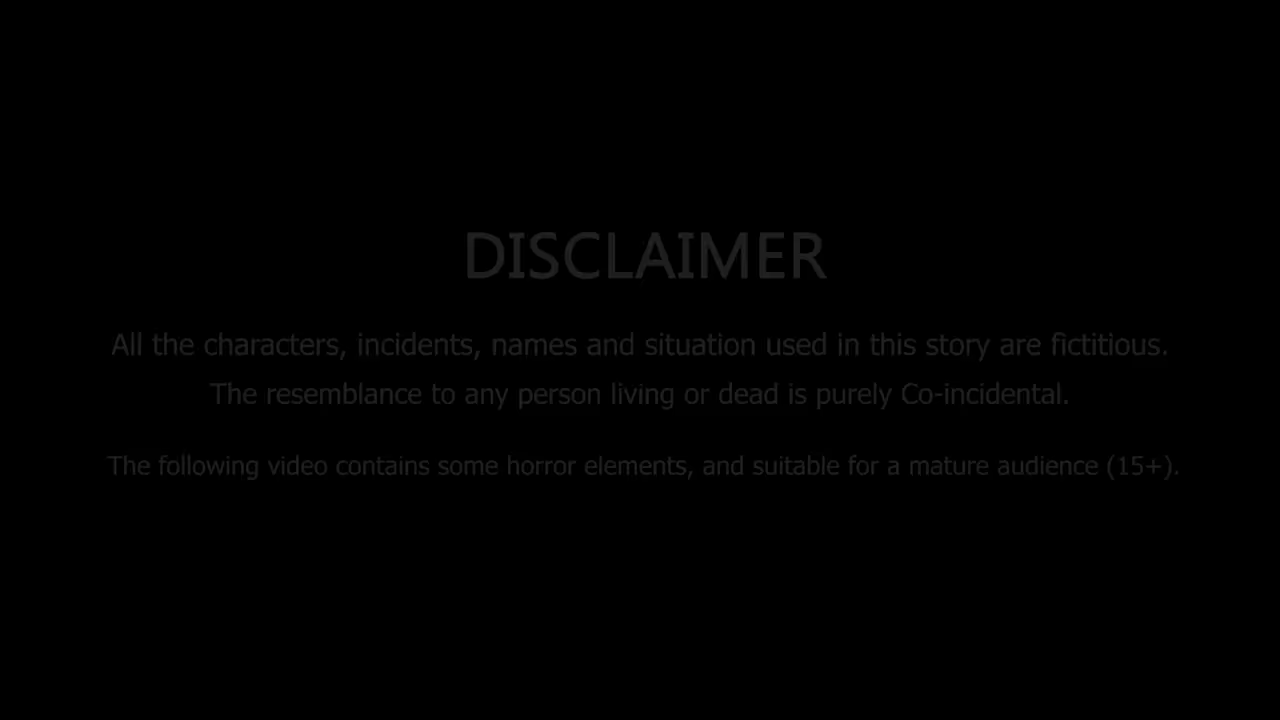 DISCLAIMER
All the characters, incidents, names and situation used in this story are fictitious.
The resemblance to any person living or dead is purely Co-incidental.
The following video contains some horror elements, and suitable for a mature audience (15+).